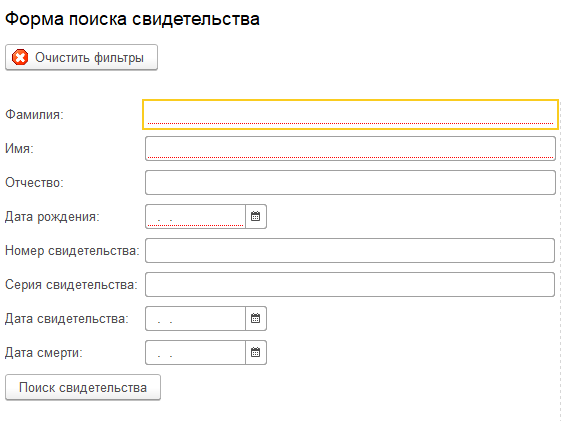 Форма поиска свидетельства
Очистить фильтры
Фамилия:
Имя:
Отчество:
Дата рождения: . .
Номер свидетельства:
Серия свидетельства:
Дата свидетельства: . .
Дата смерти: . .
Поиск свидетельства